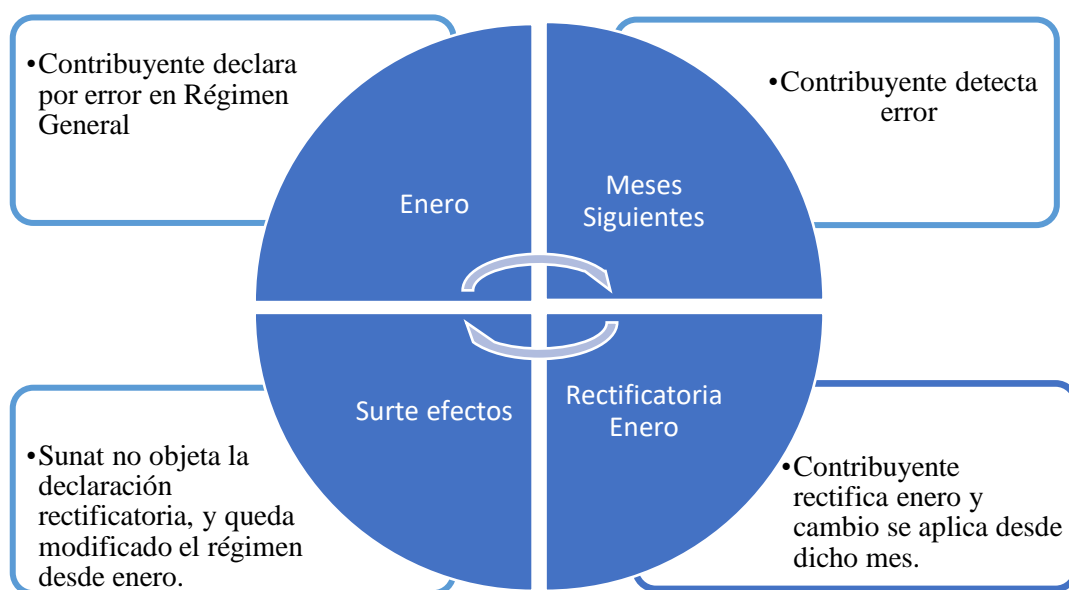 •Contribuyente declara
por error en Régimen
General
Enero
Meses
Siguientes
•Contribuyente detecta
error
•Sunat no objeta la
declaración
rectificatoria, y queda
modificado el régimen
desde enero.
Surte efectos
Rectificatoria
Enero
•Contribuyente
rectifica enero y
cambio se aplica desde
dicho mes.